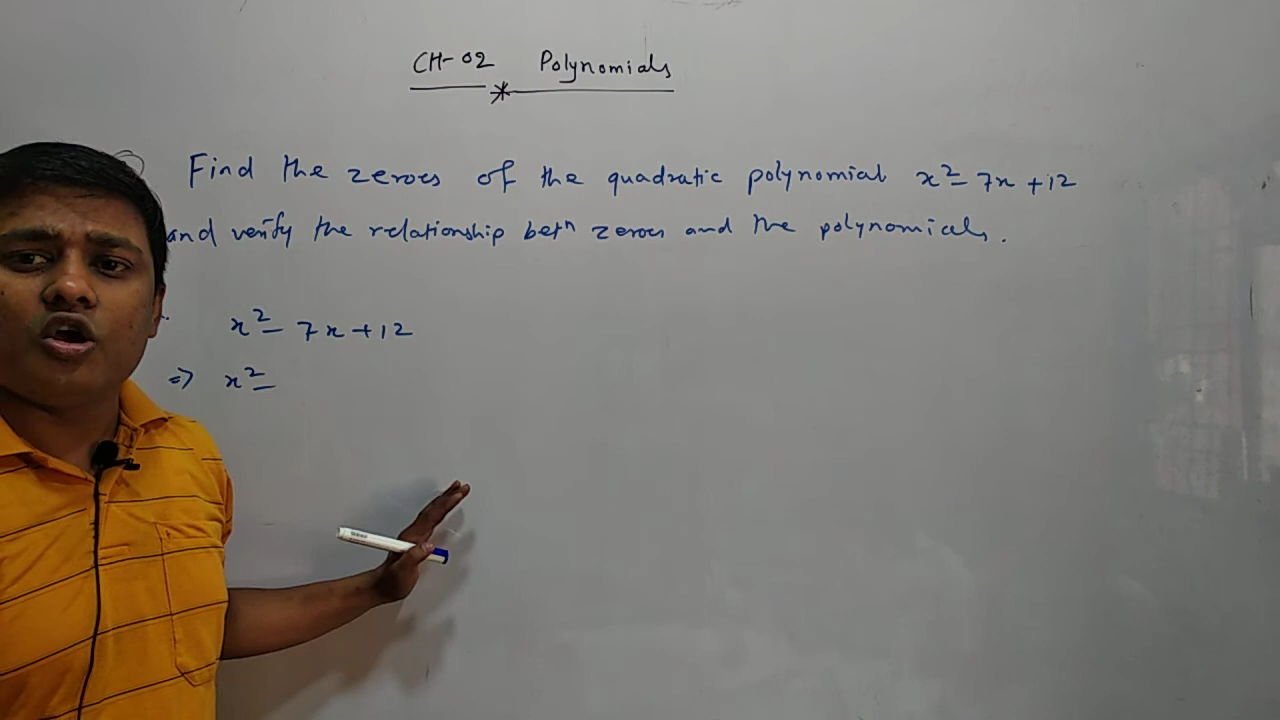 CH-02 Polynomials
Find the zeroes of the quadratic polynomial x² - 7x + 12
and verify the relationship betⁿ zeroes and the polynomials.
x² - 7x + 12
⇒ x² -